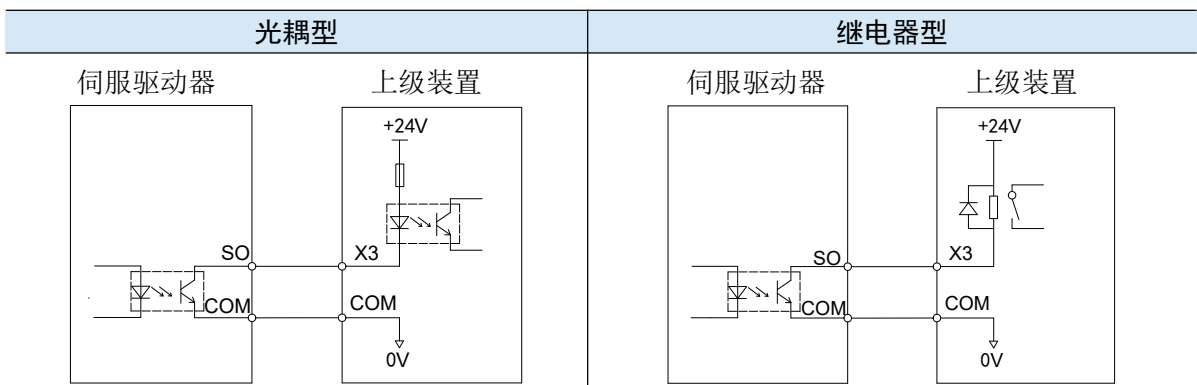 光耦型 继电器型
伺服驱动器 上级装置 伺服驱动器 上级装置
+24V +24V
SO X3 SO X3
COM COM COM COM
0V 0V